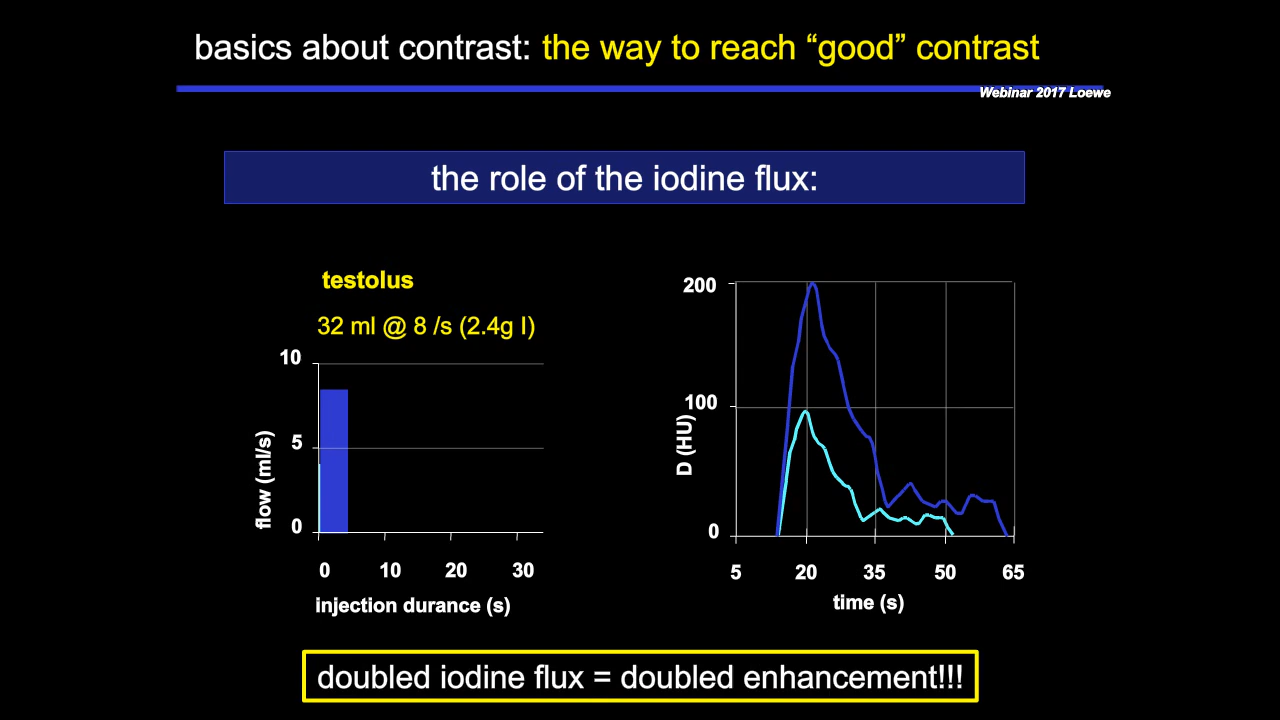 basics about contrast: the way to reach “good” contrast
Webinar 2017 Loewe
the role of the iodine flux:
testolus
32 ml @ 8 /s (2.4g I)
10
5
0
flow (ml/s)
0 10 20 30
injection durance (s)
200
100
0
D (HU)
5 20 35 50 65
time (s)
doubled iodine flux = doubled enhancement!!!